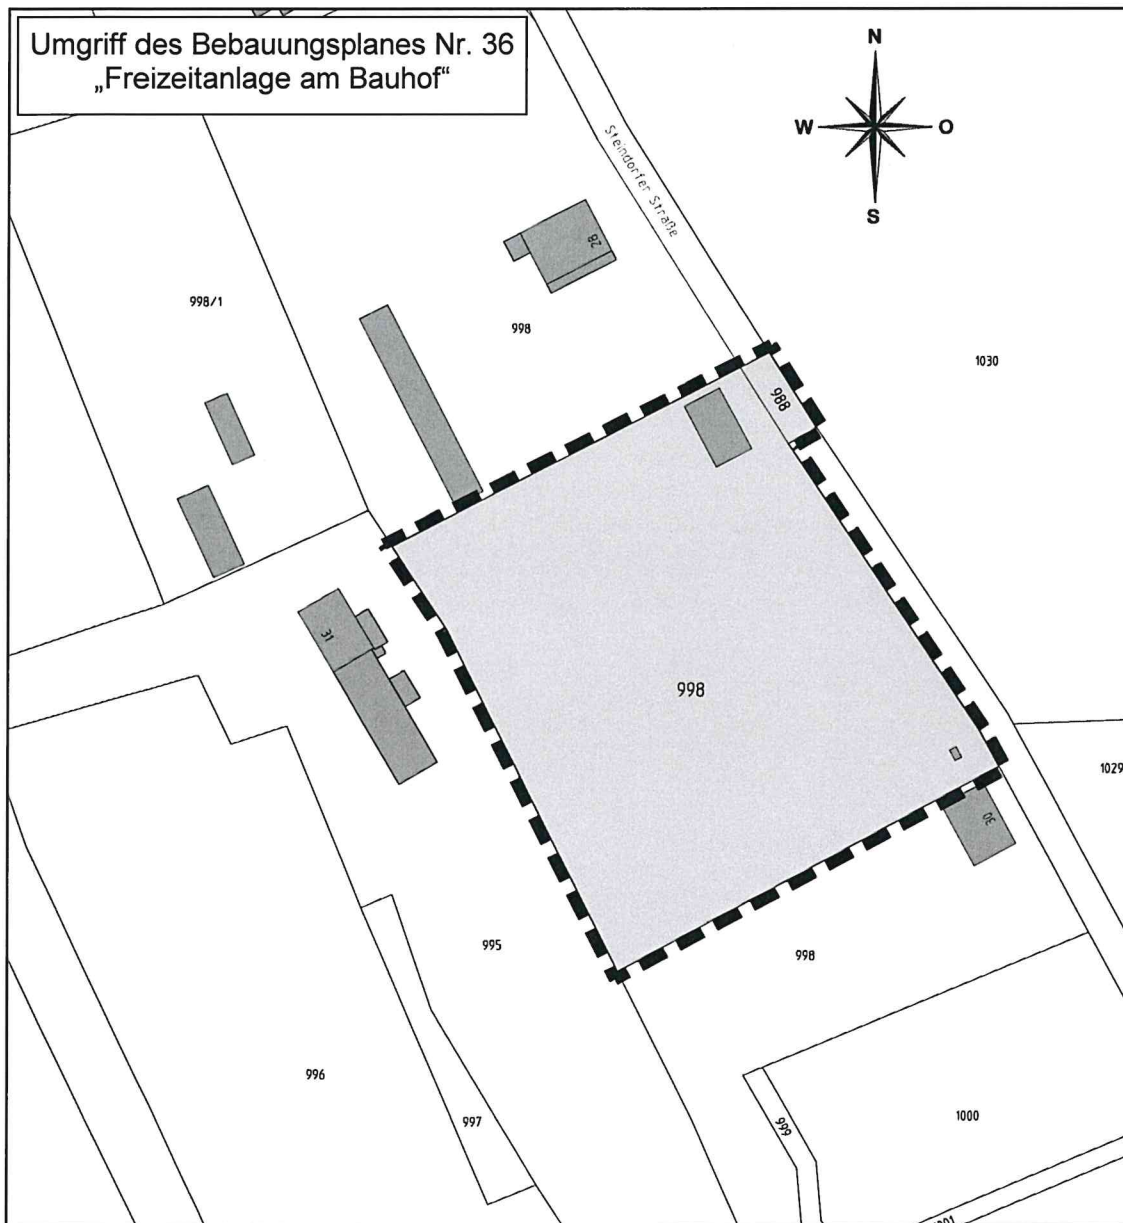 Umgriff des Bebauungsplanes Nr. 36
„Freizeitanlage am Bauhof“
N
W
O
S
Steindorfer Straße
28
998/1
998
1030
988
31
998
1029
30
995
998
996
997
999
1000